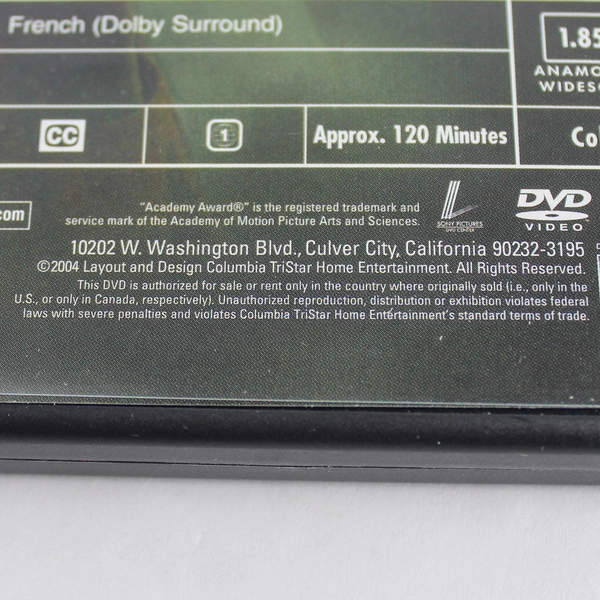 French (Dolby Surround)
1.85
ANAMO
WIDESC
CC
1
Approx. 120 Minutes
Co
.com
"Academy Award®" is the registered trademark and
service mark of the Academy of Motion Picture Arts and Sciences.
SONY PICTURES
DVD CENTER
DVD
VIDEO
10202 W. Washington Blvd., Culver City, California 90232-3195
©2004 Layout and Design Columbia TriStar Home Entertainment. All Rights Reserved.
This DVD is authorized for sale or rent only in the country where originally sold (i.e., only in the
U.S., or only in Canada, respectively). Unauthorized reproduction, distribution or exhibition violates federal
laws with severe penalties and violates Columbia TriStar Home Entertainment's standard terms of trade.